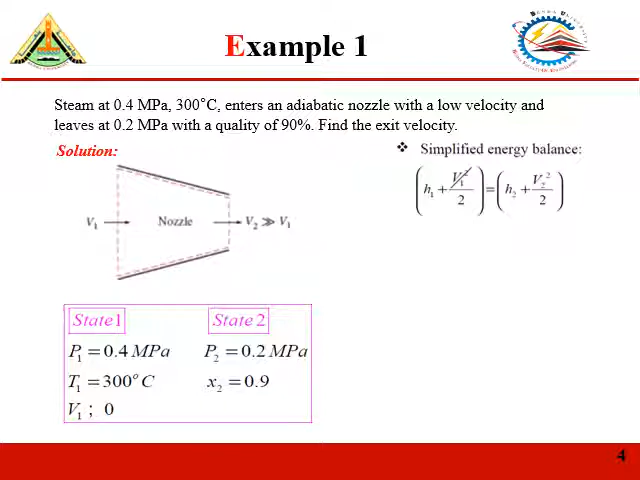 Example 1
Steam at 0.4 MPa, 300°C, enters an adiabatic nozzle with a low velocity and
leaves at 0.2 MPa with a quality of 90%. Find the exit velocity.
Solution:
❖ Simplified energy balance:
(h₁ + V₁²/2) = (h₂ + V₂²/2)
V₁ Nozzle V₂ ≫ V₁
State1 State 2
P₁ = 0.4 MPa P₂ = 0.2 MPa
T₁ = 300° C x₂ = 0.9
V₁ ; 0
4